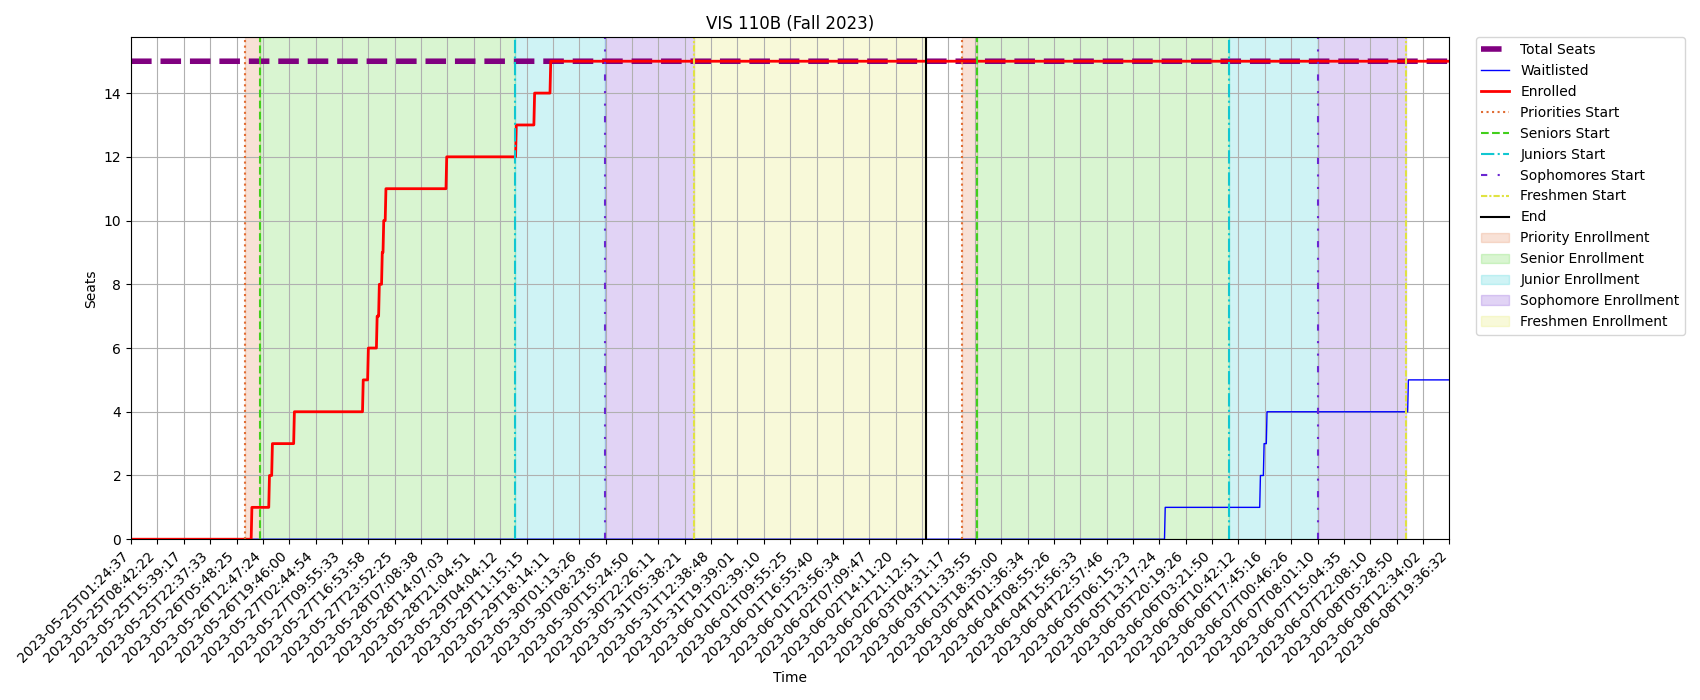 VIS 110B (Fall 2023)
Seats
14
12
10
8
6
4
2
0
2023-05-25T01:24:37
2023-05-25T08:42:22
2023-05-25T15:39:17
2023-05-25T22:37:33
2023-05-26T05:48:25
2023-05-26T12:47:24
2023-05-26T19:46:00
2023-05-27T02:44:54
2023-05-27T09:55:33
2023-05-27T16:53:58
2023-05-27T23:52:25
2023-05-28T07:08:38
2023-05-28T14:07:03
2023-05-28T21:04:51
2023-05-29T04:04:12
2023-05-29T11:15:15
2023-05-29T18:14:11
2023-05-30T01:13:26
2023-05-30T08:23:05
2023-05-30T15:24:50
2023-05-30T22:26:11
2023-05-31T05:38:21
2023-05-31T12:38:48
2023-05-31T19:39:01
2023-06-01T02:39:10
2023-06-01T09:55:25
2023-06-01T16:55:40
2023-06-01T23:56:34
2023-06-02T07:09:47
2023-06-02T14:11:20
2023-06-02T21:12:51
2023-06-03T04:31:17
2023-06-03T11:33:55
2023-06-03T18:35:00
2023-06-04T01:36:34
2023-06-04T08:55:26
2023-06-04T15:56:33
2023-06-04T22:57:46
2023-06-05T06:15:23
2023-06-05T13:17:24
2023-06-05T20:19:26
2023-06-06T03:21:50
2023-06-06T10:42:12
2023-06-06T17:45:16
2023-06-07T00:46:26
2023-06-07T08:01:10
2023-06-07T15:04:35
2023-06-07T22:08:10
2023-06-08T05:28:50
2023-06-08T12:34:02
2023-06-08T19:36:32
Time
Total Seats
Waitlisted
Enrolled
Priorities Start
Seniors Start
Juniors Start
Sophomores Start
Freshmen Start
End
Priority Enrollment
Senior Enrollment
Junior Enrollment
Sophomore Enrollment
Freshmen Enrollment